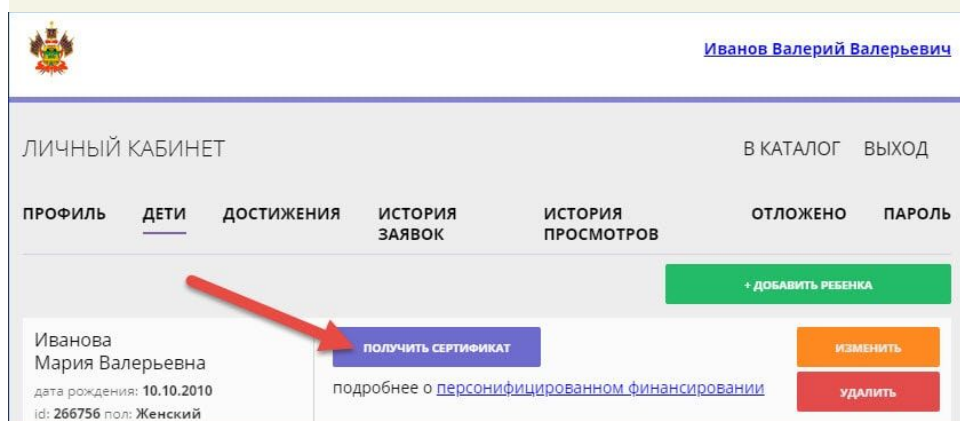 Иванов Валерий Валерьевич
ЛИЧНЫЙ КАБИНЕТ
В КАТАЛОГ ВЫХОД
ПРОФИЛЬ ДЕТИ ДОСТИЖЕНИЯ ИСТОРИЯ ЗАЯВОК ИСТОРИЯ ПРОСМОТРОВ ОТЛОЖЕНО ПАРОЛЬ
+ ДОБАВИТЬ РЕБЕНКА
Иванова
Мария Валерьевна
дата рождения: 10.10.2010
id: 266756 пол: Женский
ПОЛУЧИТЬ СЕРТИФИКАТ
подробнее о персонифицированном финансировании
ИЗМЕНИТЬ
УДАЛИТЬ